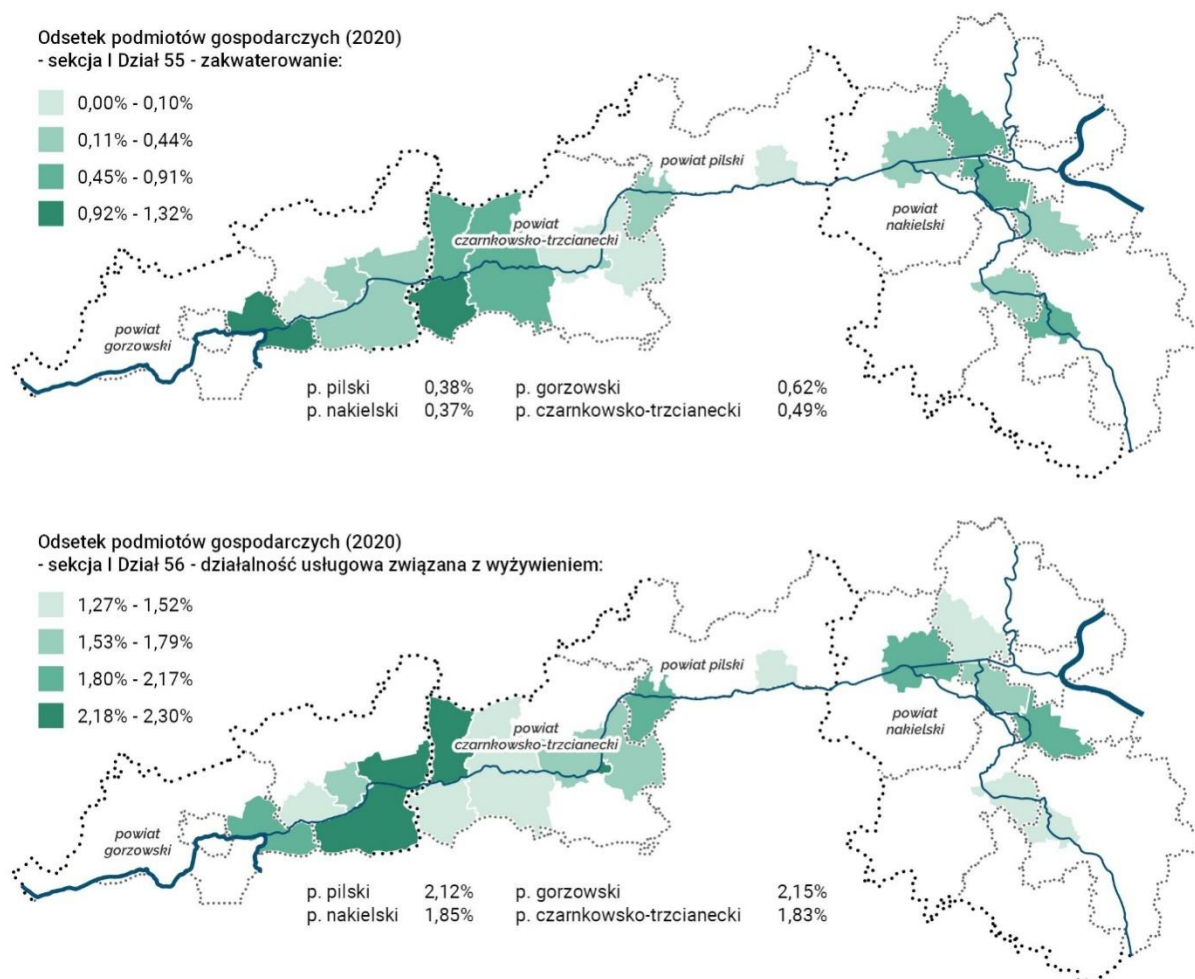 Odsetek podmiotów gospodarczych (2020)
- sekcja I Dział 55 - zakwaterowanie:
0,00% - 0,10%
0,11% - 0,44%
0,45% - 0,91%
0,92% - 1,32%
powiat pilski
powiat
czarnkowsko-trzcianecki
powiat
nakielski
powiat
gorzowski
p. pilski 0,38% p. gorzowski 0,62%
p. nakielski 0,37% p. czarnkowsko-trzcianecki 0,49%
Odsetek podmiotów gospodarczych (2020)
- sekcja I Dział 56 - działalność usługowa związana z wyżywieniem:
1,27% - 1,52%
1,53% - 1,79%
1,80% - 2,17%
2,18% - 2,30%
powiat pilski
powiat
czarnkowsko-trzcianecki
powiat
nakielski
powiat
gorzowski
p. pilski 2,12% p. gorzowski 2,15%
p. nakielski 1,85% p. czarnkowsko-trzcianecki 1,83%